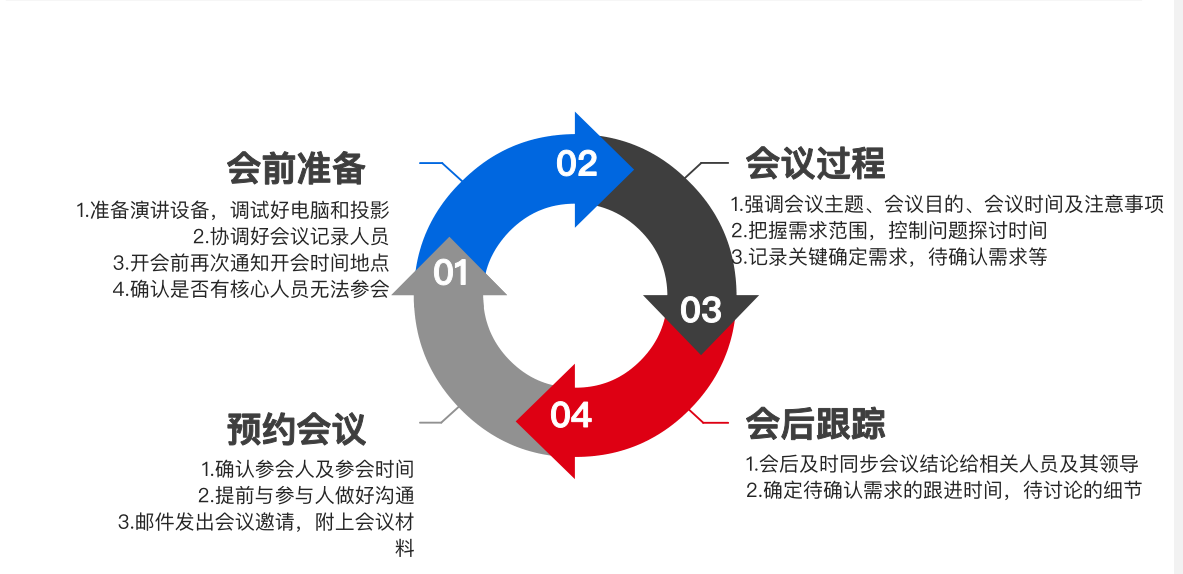 会前准备
1.准备演讲设备，调试好电脑和投影
2.协调好会议记录人员
3.开会前再次通知开会时间地点
4.确认是否有核心人员无法参会
02
01
03
04
会议过程
1.强调会议主题、会议目的、会议时间及注意事项
2.把握需求范围，控制问题探讨时间
3.记录关键确定需求，待确认需求等
预约会议
1.确认参会人及参会时间
2.提前与参与人做好沟通
3.邮件发出会议邀请，附上会议材
料
会后跟踪
1.会后及时同步会议结论给相关人员及其领导
2.确定待确认需求的跟进时间，待讨论的细节